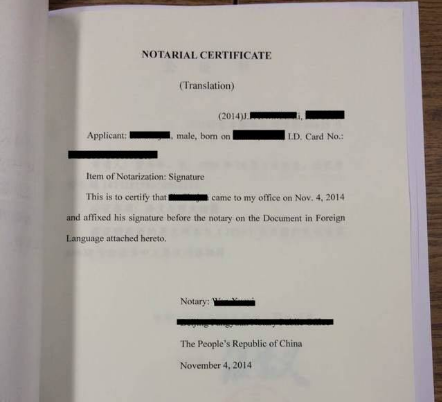 NOTARIAL CERTIFICATE
(Translation)
(2014)
Applicant: , male, born on I.D. Card No.:
Item of Notarization: Signature
This is to certify that came to my office on Nov. 4, 2014
and affixed his signature before the notary on the Document in Foreign
Language attached hereto.
Notary:
The People's Republic of China
November 4, 2014